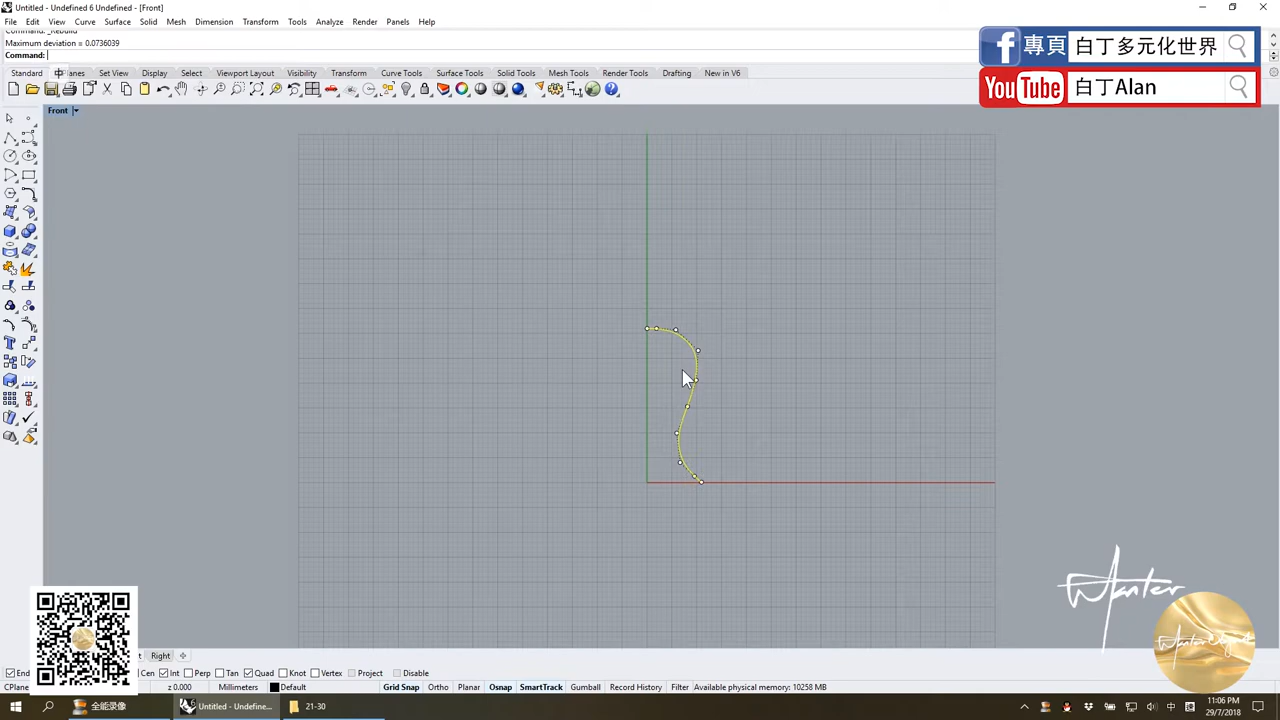 Untitled - Undefined 6 Undefined - [Front]
File Edit View Curve Surface Solid Mesh Dimension Transform Tools Analyze Render Panels Help
Command: _Rebuild
Maximum deviation = 0.0736039
Command:
專頁 白丁多元化世界
YouTube 白丁Alan
Standard 中 Planes Set View Display Select Viewport Layout Visibility Transform Curve Tools Surface Tools Solid Tools Mesh Tools Render Tools Drafting New in V6
Front
Right
End Cen Int Perp Tan Quad Knot Vertex Project Disable
CPlane z 0.000 Millimeters Default Grid Snap Ortho Planar Osnap SmartTrack Gumball Record History Filter Available physical memory: 10258 MB
全能录像 Untitled - Undefine... 21-30 中 11:06 PM
29/7/2018